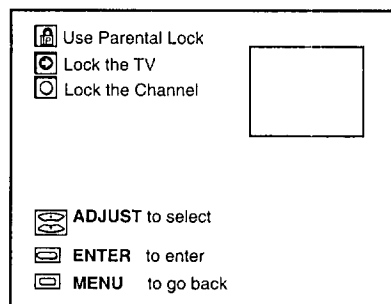 Use Parental Lock
Lock the TV
Lock the Channel
ADJUST to select
ENTER to enter
MENU to go back